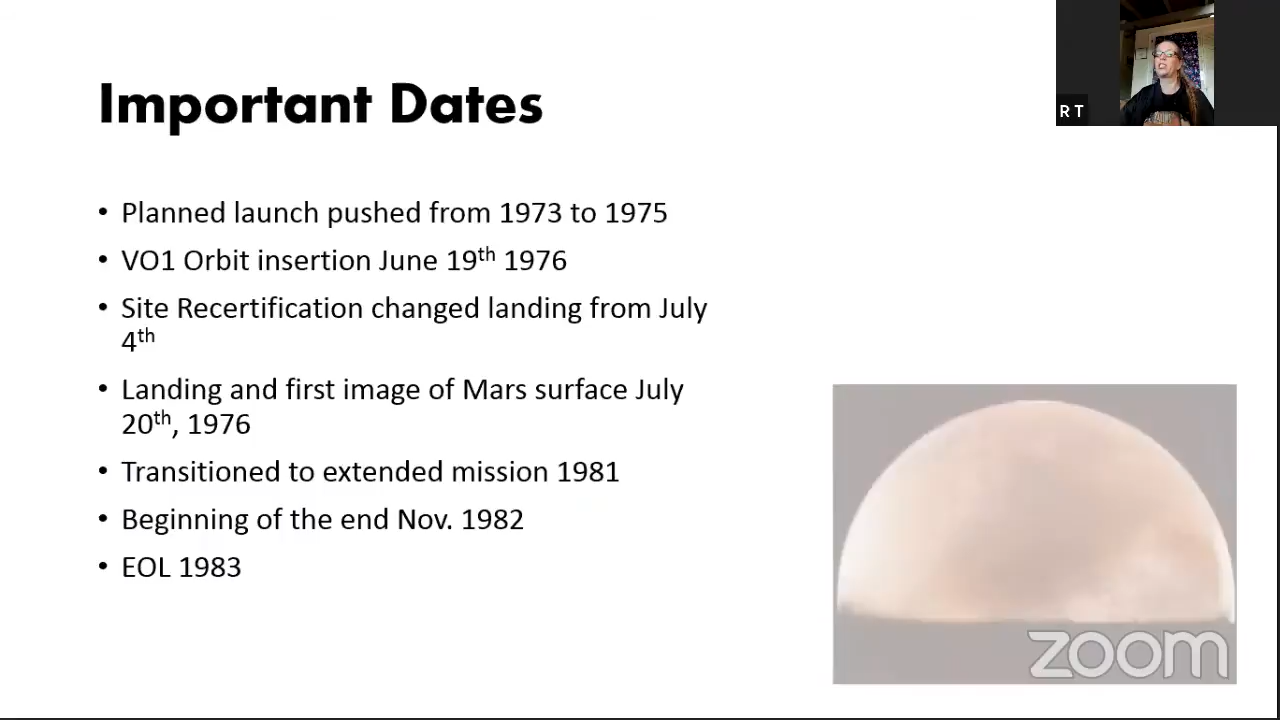 Important Dates
R T
• Planned launch pushed from 1973 to 1975
• VO1 Orbit insertion June 19th 1976
• Site Recertification changed landing from July
4th
• Landing and first image of Mars surface July
20th, 1976
• Transitioned to extended mission 1981
• Beginning of the end Nov. 1982
• EOL 1983
zoom